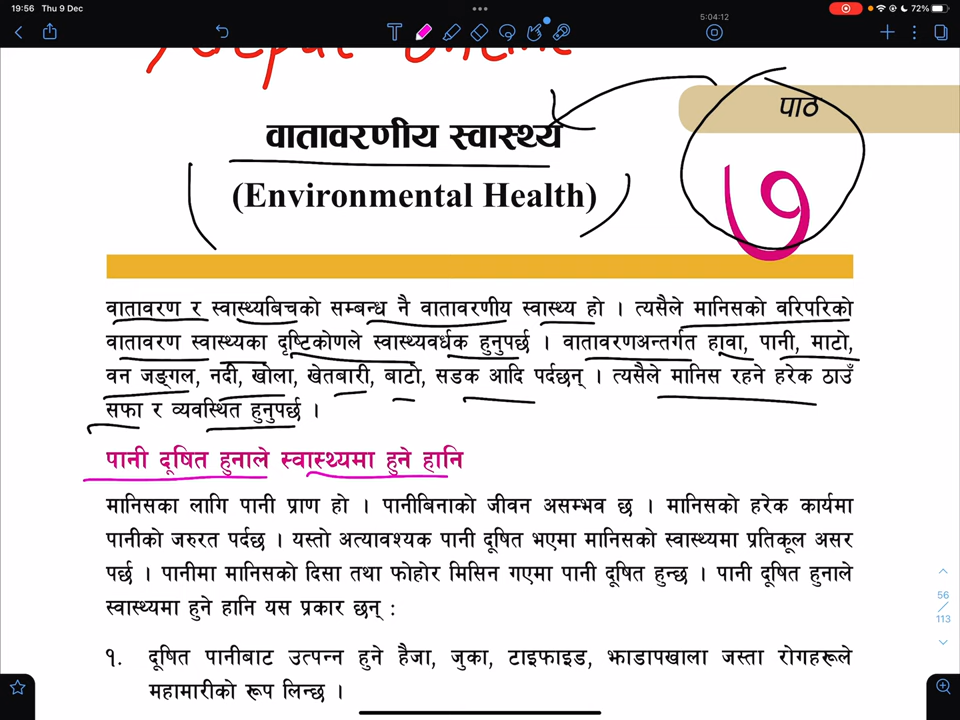 19:56 Thu 9 Dec
5:04:12
72%
पाठ
७
वातावरणीय स्वास्थ्य
(Environmental Health)
वातावरण र स्वास्थ्यबिचको सम्बन्ध नै वातावरणीय स्वास्थ्य हो । त्यसैले मानिसको वरिपरिको
वातावरण स्वास्थ्यका दृष्टिकोणले स्वास्थ्यवर्धक हुनुपर्छ । वातावरणअन्तर्गत हावा, पानी, माटो,
वन जङ्गल, नदी, खोला, खेतबारी, बाटो, सडक आदि पर्दछन् । त्यसैले मानिस रहने हरेक ठाउँ
सफा र व्यवस्थित हुनुपर्छ ।
पानी दूषित हुनाले स्वास्थ्यमा हुने हानि
मानिसका लागि पानी प्राण हो । पानीबिनाको जीवन असम्भव छ । मानिसको हरेक कार्यमा
पानीको जरुरत पर्दछ । यस्तो अत्यावश्यक पानी दूषित भएमा मानिसको स्वास्थ्यमा प्रतिकूल असर
पर्छ । पानीमा मानिसको दिसा तथा फोहोर मिसिन गएमा पानी दूषित हुन्छ । पानी दूषित हुनाले
स्वास्थ्यमा हुने हानि यस प्रकार छन् :
१. दूषित पानीबाट उत्पन्न हुने हैजा, जुका, टाइफाइड, झाडापखाला जस्ता रोगहरूले
महामारीको रूप लिन्छ ।
56
113